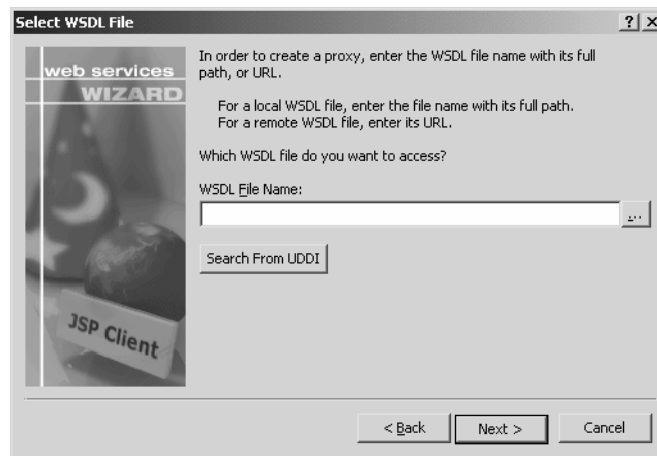 Select WSDL File
? X
web services
WIZARD
JSP Client
In order to create a proxy, enter the WSDL file name with its full
path, or URL.
For a local WSDL file, enter the file name with its full path.
For a remote WSDL file, enter its URL.
Which WSDL file do you want to access?
WSDL File Name:
...
Search From UDDI
< Back
Next >
Cancel